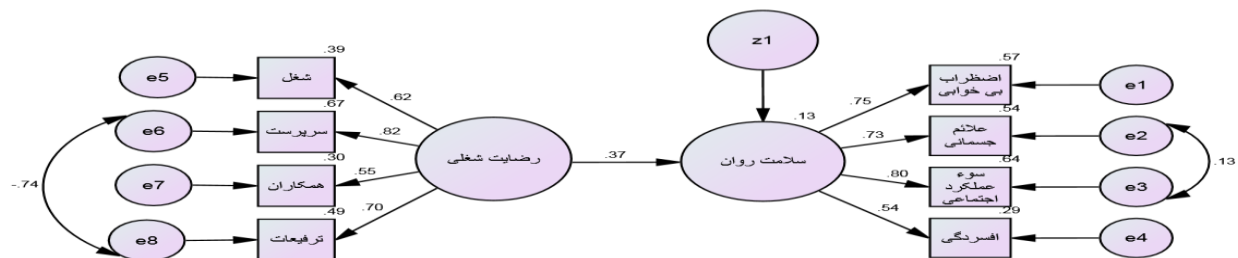 z1
.39
.57
e5
شغل
اضطراب
بی خوابی
e1
.62
.75
.67
.13
.54
e6
سرپرست
.82
.73
علائم
جسمانی
e2
.30
رضایت شغلی
.37
سلامت روان
.64
.13
-.74
e7
همکاران
.55
.80
سوء
عملکرد
اجتماعی
e3
.49
.70
.54
.29
e8
ترفیعات
افسردگی
e4